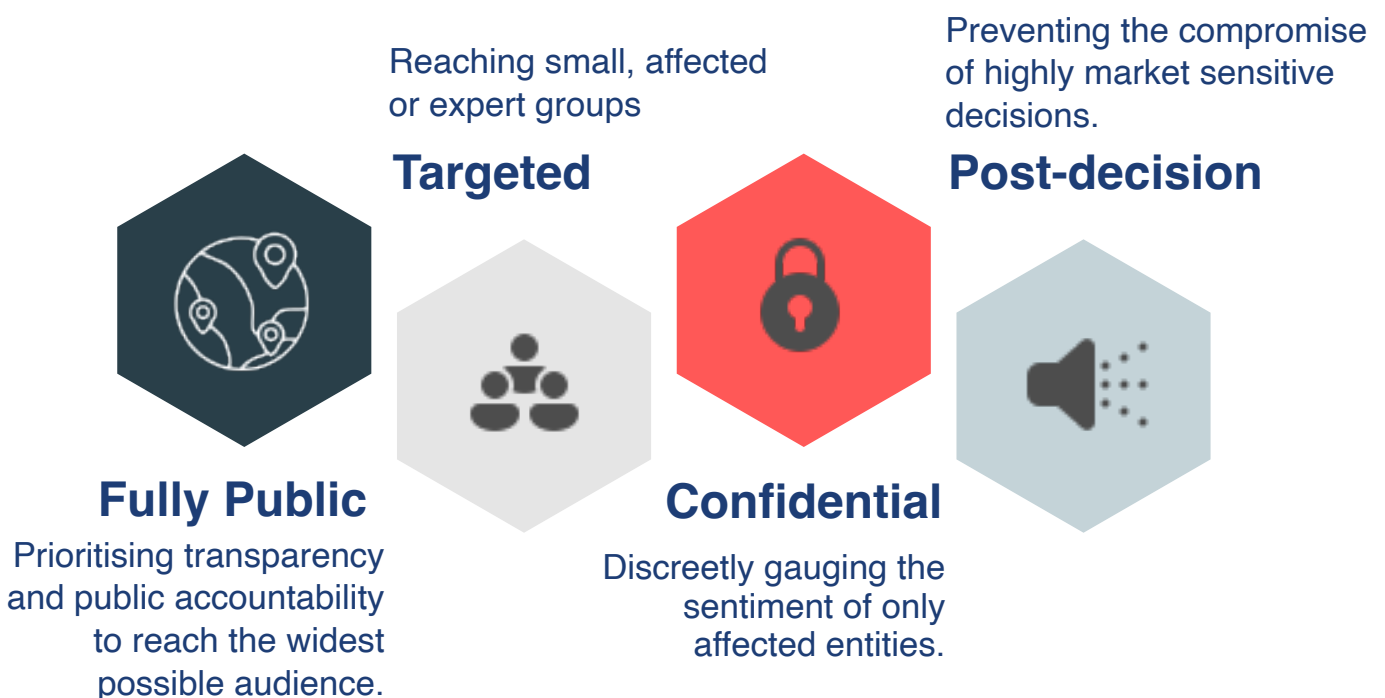 Reaching small, affected
or expert groups
Targeted
Preventing the compromise
of highly market sensitive
decisions.
Post-decision
Fully Public
Prioritising transparency
and public accountability
to reach the widest
possible audience.
Confidential
Discreetly gauging the
sentiment of only
affected entities.